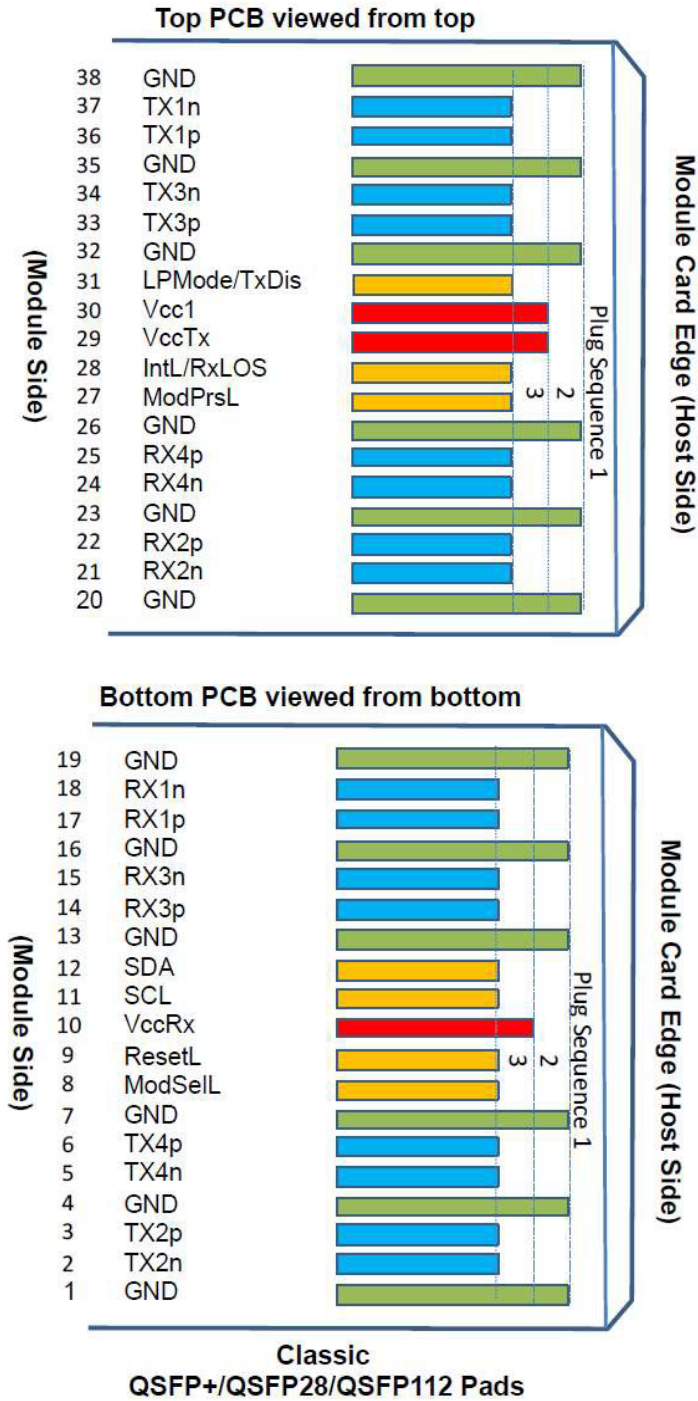 Top PCB viewed from top
38 GND
37 TX1n
36 TX1p
35 GND
34 TX3n
33 TX3p
32 GND
31 LPMode/TxDis
30 Vcc1
29 VccTx
28 IntL/RxLOS
27 ModPrsL
26 GND
25 RX4p
24 RX4n
23 GND
22 RX2p
21 RX2n
20 GND
(Module Side)
3
2
Plug Sequence 1
Module Card Edge (Host Side)
Bottom PCB viewed from bottom
19 GND
18 RX1n
17 RX1p
16 GND
15 RX3n
14 RX3p
13 GND
12 SDA
11 SCL
10 VccRx
9 ResetL
8 ModSelL
7 GND
6 TX4p
5 TX4n
4 GND
3 TX2p
2 TX2n
1 GND
(Module Side)
3
2
Plug Sequence 1
Module Card Edge (Host Side)
Classic
QSFP+/QSFP28/QSFP112 Pads